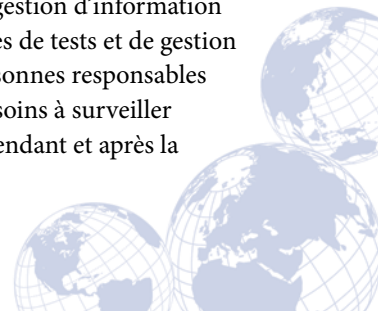 gestion d'information
es de tests et de gestion
sonnes responsables
soins à surveiller
endant et après la